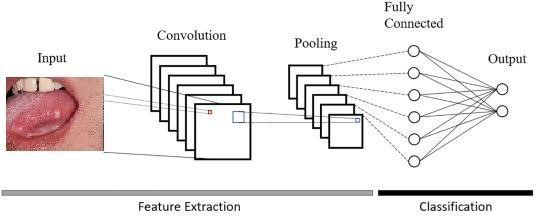 Input
Convolution
Pooling
Fully
Connected
Output
Feature Extraction
Classification